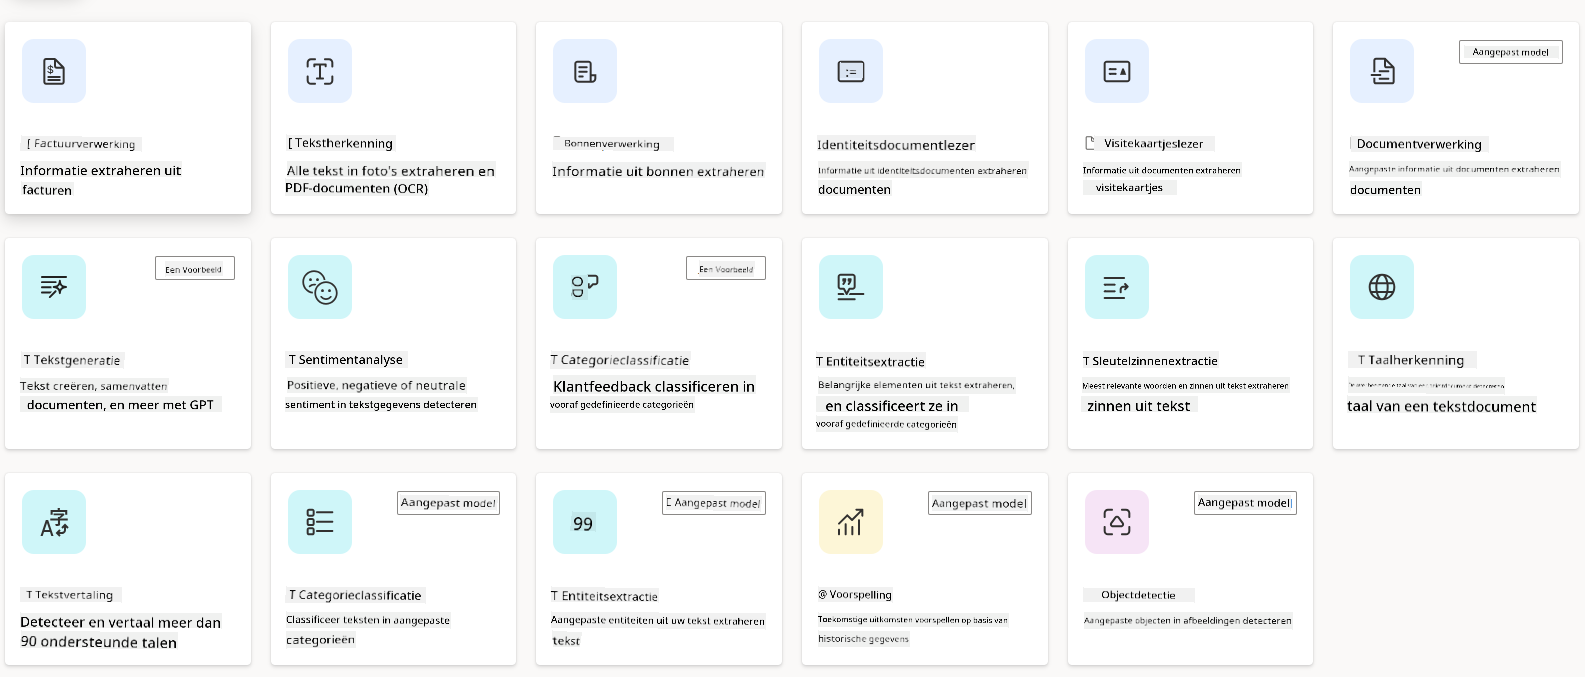 Aangepast model
[ Factuurverwerking
Informatie extraheren uit
facturen
[ Tekstherkenning
Alle tekst in foto's extraheren en
PDF-documenten (OCR)
Bonnenverwerking
Informatie uit bonnen extraheren
Identiteitsdocumentlezer
Informatie uit identiteitsdocumenten extraheren
documenten
Visitekaartjeslezer
Informatie uit documenten extraheren
visitekaartjes
Documentverwerking
Aangepaste informatie uit documenten extraheren
documenten
Een Voorbeeld
T Tekstgeneratie
Tekst creëren, samenvatten
documenten, en meer met GPT
T Sentimentanalyse
Positieve, negatieve of neutrale
sentiment in tekstgegevens detecteren
Een Voorbeeld
T Categorieclassificatie
Klantfeedback classificeren in
vooraf gedefinieerde categorieën
T Entiteitsextractie
Belangrijke elementen uit tekst extraheren,
en classificeert ze in
vooraf gedefinieerde categorieën
T Sleutelzinnenextractie
Meest relevante woorden en zinnen uit tekst extraheren
zinnen uit tekst
T Taalherkenning
taal van een tekstdocument
T Tekstvertaling
Detecteer en vertaal meer dan
90 ondersteunde talen
Aangepast model
T Categorieclassificatie
Classificeer teksten in aangepaste
categorieën
Aangepast model
99
T Entiteitsextractie
Aangepaste entiteiten uit uw tekst extraheren
tekst
Aangepast model
@ Voorspelling
Toekomstige uitkomsten voorspellen op basis van
historische gegevens
Aangepast model
Objectdetectie
Aangepaste objecten in afbeeldingen detecteren